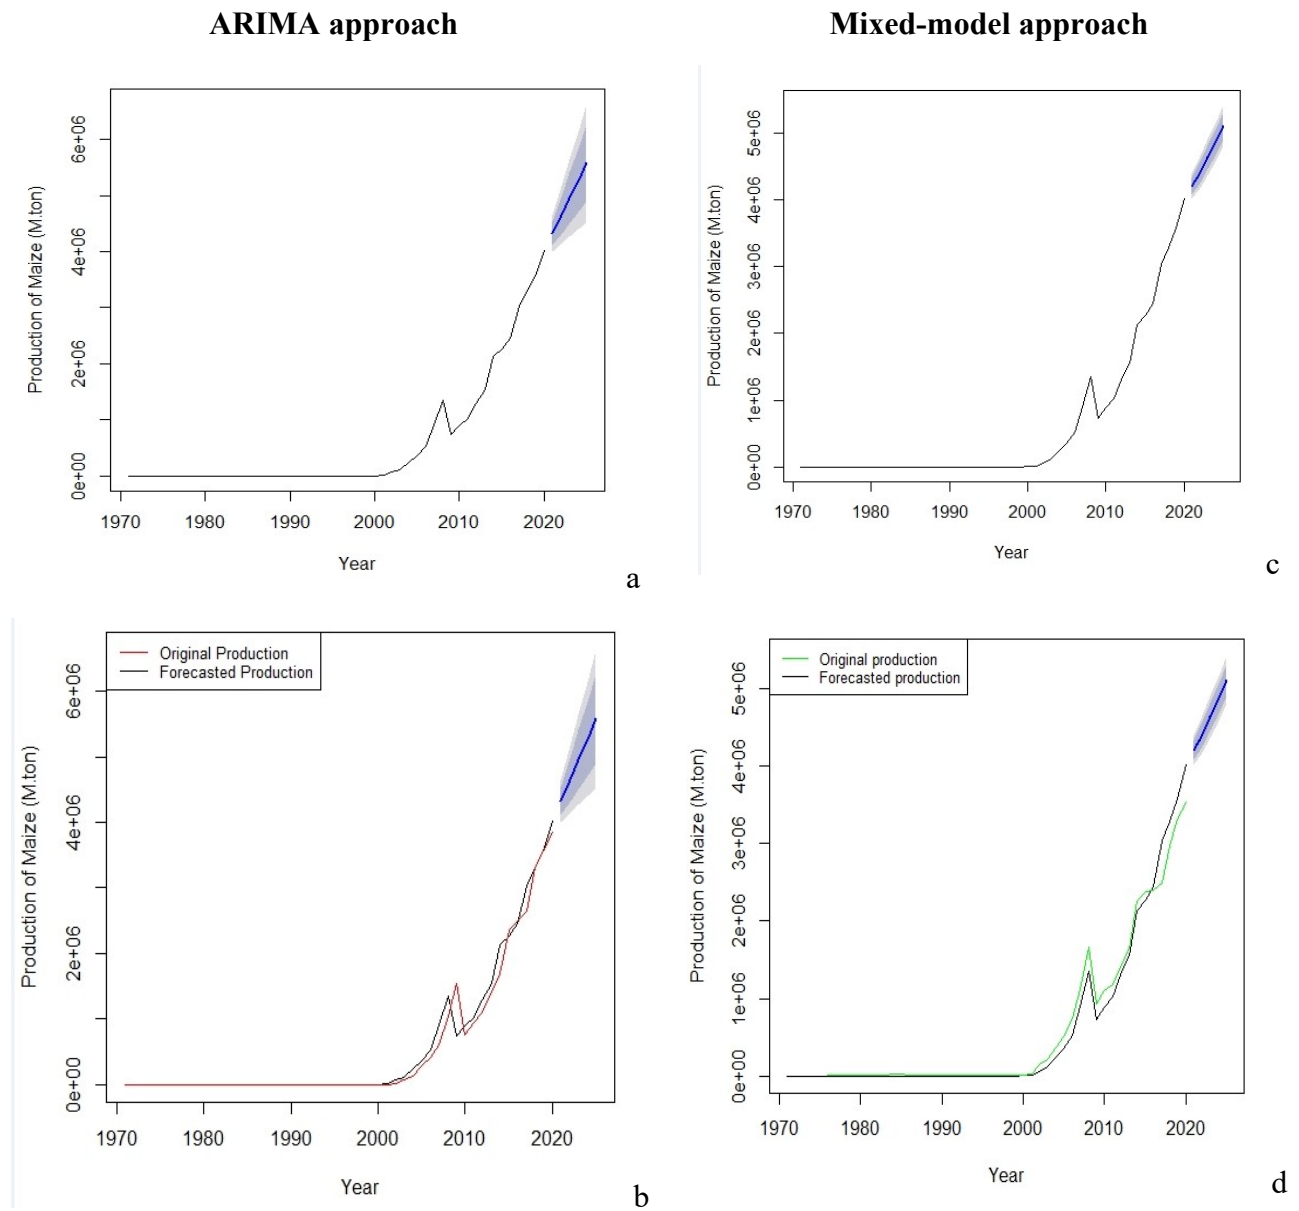 ARIMA approach
Mixed-model approach
Production of Maize (M.ton)
0e+00
2e+06
4e+06
6e+06
1970 1980 1990 2000 2010 2020
Year
a
Production of Maize (M.ton)
0e+00
1e+06
2e+06
3e+06
4e+06
5e+06
1970 1980 1990 2000 2010 2020
Year
c
Original Production
Forecasted Production
Production of Maize (M.ton)
0e+00
2e+06
4e+06
6e+06
1970 1980 1990 2000 2010 2020
Year
b
Original production
Forecasted production
Production of Maize (M.ton)
0e+00
1e+06
2e+06
3e+06
4e+06
5e+06
1970 1980 1990 2000 2010 2020
Year
d